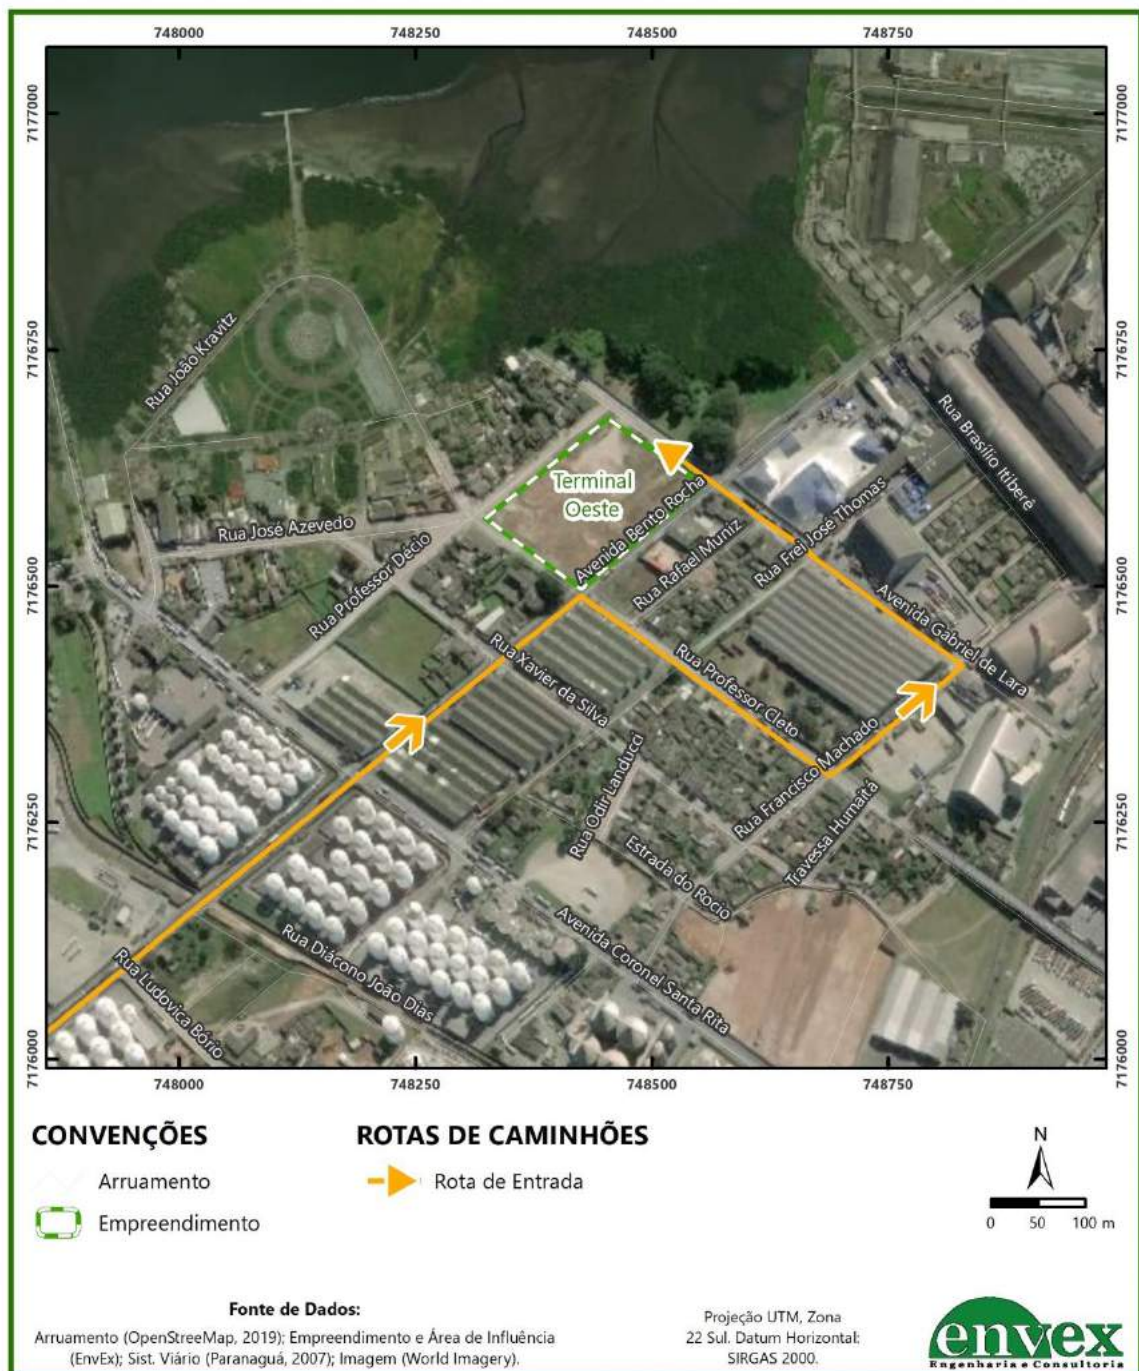 748000
748250
748500
748750
7177000
7177000
Rua João Kravitz
7176750
7176750
Rua Brasílio Itiberê
Terminal
Oeste
Avenida Bento Rocha
Rua José Azevedo
Rua Professor Décio
Rua Rafael Muniz
Rua Frei José Thomas
7176500
7176500
Avenida Gabriel de Lara
Rua Xavier da Silva
Rua Professor Cleto
Rua Francisco Machado
Rua Odir Landucci
Travessa Humaitá
7176250
7176250
Estrada do Rocio
Rua Diácono João Dias
Avenida Coronel Santa Rita
Rua Ludovica Bório
7176000
7176000
748000
748250
748500
748750
CONVENÇÕES
Arruamento
Empreendimento
ROTAS DE CAMINHÕES
Rota de Entrada
N
0 50 100 m
Fonte de Dados:
Arruamento (OpenStreeMap, 2019); Empreendimento e Área de Influência
(EnvEx); Sist. Viário (Paranaguá, 2007); Imagem (World Imagery).
Projeção UTM, Zona
22 Sul. Datum Horizontal:
SIRGAS 2000.
envex
Engenharia e Consultoria